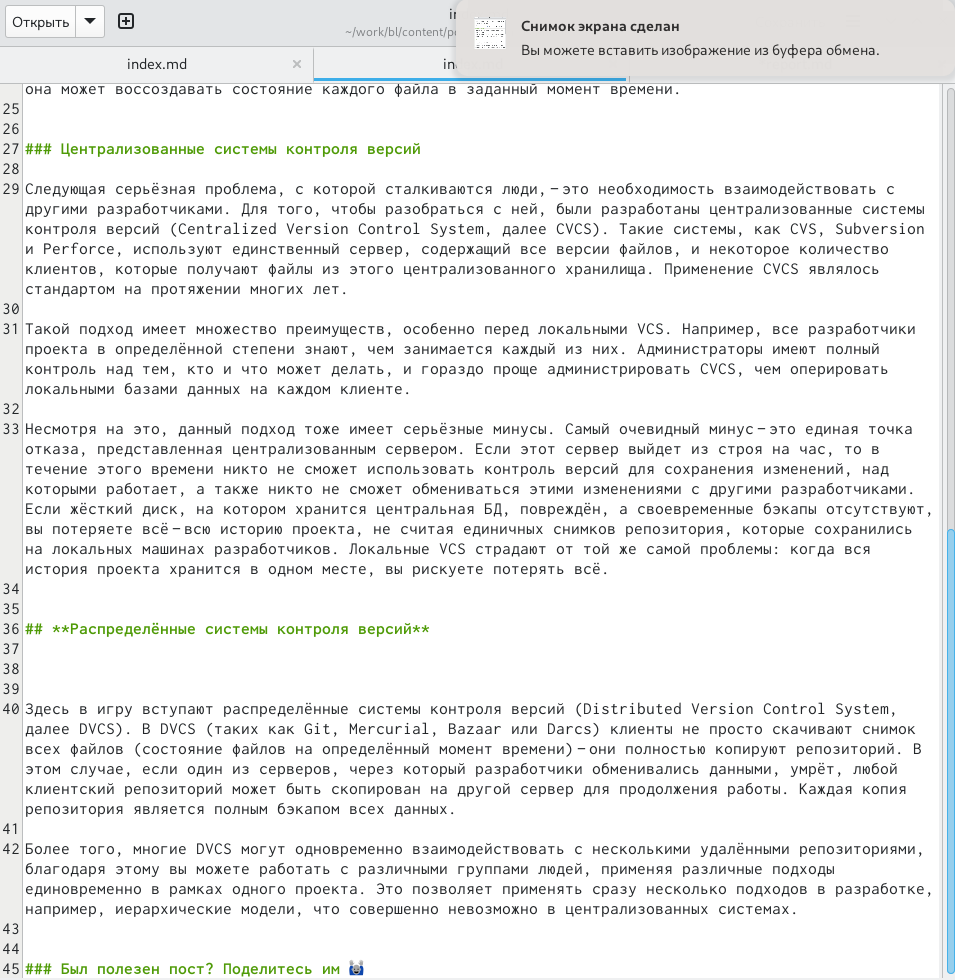 Открыть
in
~/work/bl/content/po
Снимок экрана сделан
Вы можете вставить изображение из буфера обмена.
index.md
in
она может воссоздавать состояние каждого файла в заданный момент времени.
25
26
27 ### Централизованные системы контроля версий
28
29 Следующая серьёзная проблема, с которой сталкиваются люди, — это необходимость взаимодействовать с
другими разработчиками. Для того, чтобы разобраться с ней, были разработаны централизованные системы
контроля версий (Centralized Version Control System, далее CVCS). Такие системы, как CVS, Subversion
и Perforce, используют единственный сервер, содержащий все версии файлов, и некоторое количество
клиентов, которые получают файлы из этого централизованного хранилища. Применение CVCS являлось
стандартом на протяжении многих лет.
30
31 Такой подход имеет множество преимуществ, особенно перед локальными VCS. Например, все разработчики
проекта в определённой степени знают, чем занимается каждый из них. Администраторы имеют полный
контроль над тем, кто и что может делать, и гораздо проще администрировать CVCS, чем оперировать
локальными базами данных на каждом клиенте.
32
33 Несмотря на это, данный подход тоже имеет серьёзные минусы. Самый очевидный минус — это единая точка
отказа, представленная централизованным сервером. Если этот сервер выйдет из строя на час, то в
течение этого времени никто не сможет использовать контроль версий для сохранения изменений, над
которыми работает, а также никто не сможет обмениваться этими изменениями с другими разработчиками.
Если жёсткий диск, на котором хранится центральная БД, повреждён, а своевременные бэкапы отсутствуют,
вы потеряете всё — всю историю проекта, не считая единичных снимков репозитория, которые сохранились
на локальных машинах разработчиков. Локальные VCS страдают от той же самой проблемы: когда вся
история проекта хранится в одном месте, вы рискуете потерять всё.
34
35
36 ## **Распределённые системы контроля версий**
37
38
39
40 Здесь в игру вступают распределённые системы контроля версий (Distributed Version Control System,
далее DVCS). В DVCS (таких как Git, Mercurial, Bazaar или Darcs) клиенты не просто скачивают снимок
всех файлов (состояние файлов на определённый момент времени) — они полностью копируют репозиторий. В
этом случае, если один из серверов, через который разработчики обменивались данными, умрёт, любой
клиентский репозиторий может быть скопирован на другой сервер для продолжения работы. Каждая копия
репозитория является полным бэкапом всех данных.
41
42 Более того, многие DVCS могут одновременно взаимодействовать с несколькими удалёнными репозиториями,
благодаря этому вы можете работать с различными группами людей, применяя различные подходы
единовременно в рамках одного проекта. Это позволяет применять сразу несколько подходов в разработке,
например, иерархические модели, что совершенно невозможно в централизованных системах.
43
44
45 ### Был полезен пост? Поделитесь им